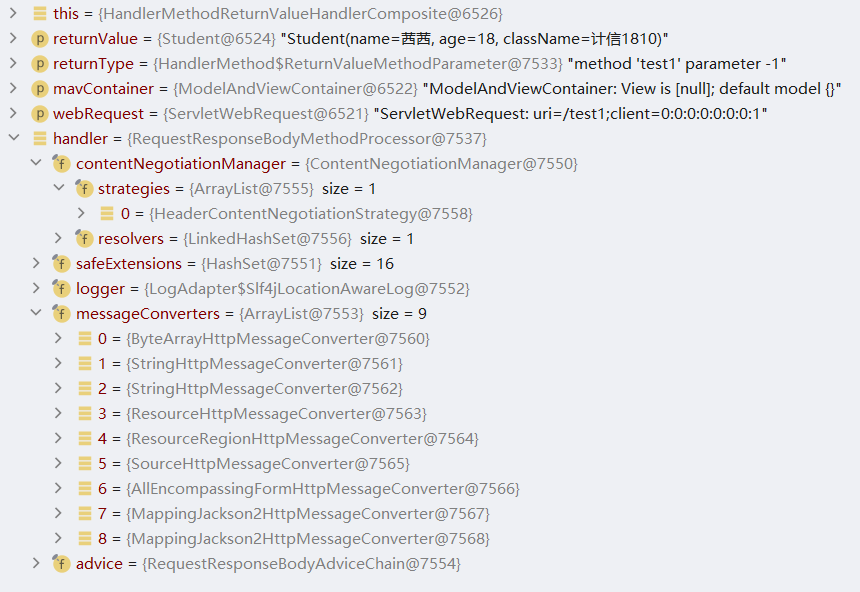 this = {HandlerMethodReturnValueHandlerComposite@6526}
p returnValue = {Student@6524} "Student(name=茜茜, age=18, className=计信1810)"
p returnType = {HandlerMethod$ReturnValueMethodParameter@7533} "method 'test1' parameter -1"
p mavContainer = {ModelAndViewContainer@6522} "ModelAndViewContainer: View is [null]; default model {}"
p webRequest = {ServletWebRequest@6521} "ServletWebRequest: uri=/test1;client=0:0:0:0:0:0:0:1"
handler = {RequestResponseBodyMethodProcessor@7537}
f contentNegotiationManager = {ContentNegotiationManager@7550}
f strategies = {ArrayList@7555} size = 1
0 = {HeaderContentNegotiationStrategy@7558}
f resolvers = {LinkedHashSet@7556} size = 1
f safeExtensions = {HashSet@7551} size = 16
f logger = {LogAdapter$Slf4jLocationAwareLog@7552}
f messageConverters = {ArrayList@7553} size = 9
0 = {ByteArrayHttpMessageConverter@7560}
1 = {StringHttpMessageConverter@7561}
2 = {StringHttpMessageConverter@7562}
3 = {ResourceHttpMessageConverter@7563}
4 = {ResourceRegionHttpMessageConverter@7564}
5 = {SourceHttpMessageConverter@7565}
6 = {AllEncompassingFormHttpMessageConverter@7566}
7 = {MappingJackson2HttpMessageConverter@7567}
8 = {MappingJackson2HttpMessageConverter@7568}
f advice = {RequestResponseBodyAdviceChain@7554}